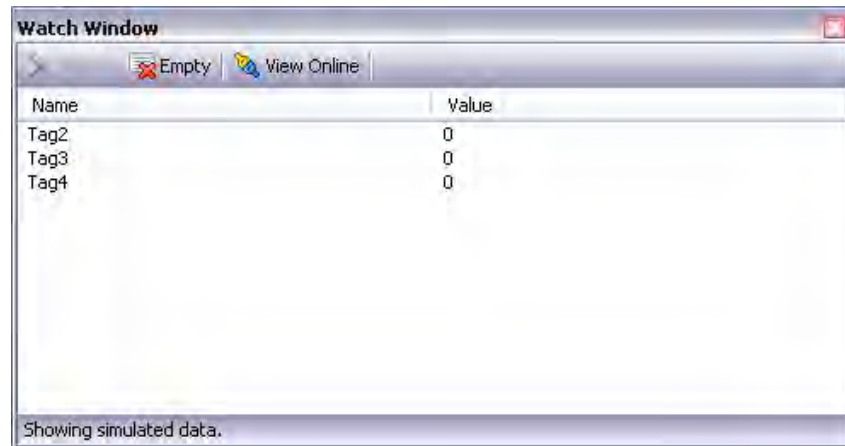 Watch Window
Empty View Online
Name Value
Tag2 0
Tag3 0
Tag4 0
Showing simulated data.